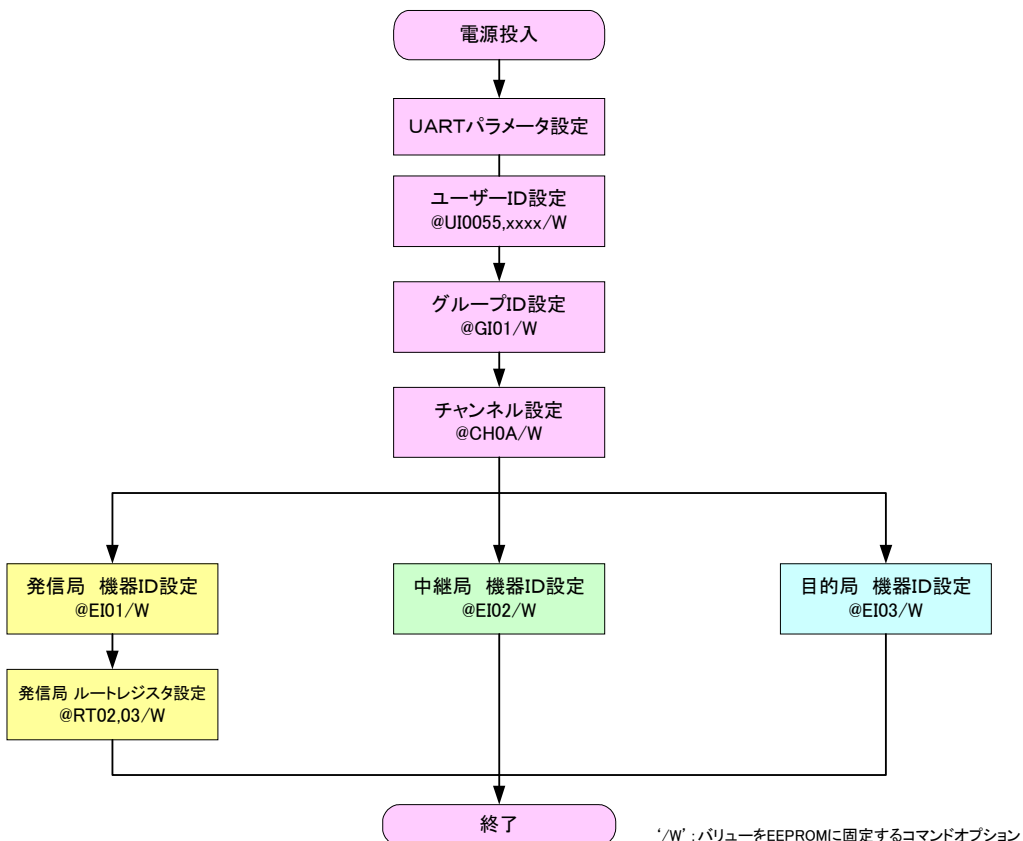 電源投入
UARTパラメータ設定
ユーザーID設定
@UI0055,xxxx/W
グループID設定
@GI01/W
チャンネル設定
@CH0A/W
発信局　機器ID設定
@EI01/W
中継局　機器ID設定
@EI02/W
目的局　機器ID設定
@EI03/W
発信局 ルートレジスタ設定
@RT02,03/W
終了
‘/W’：バリューをEEPROMに固定するコマンドオプション